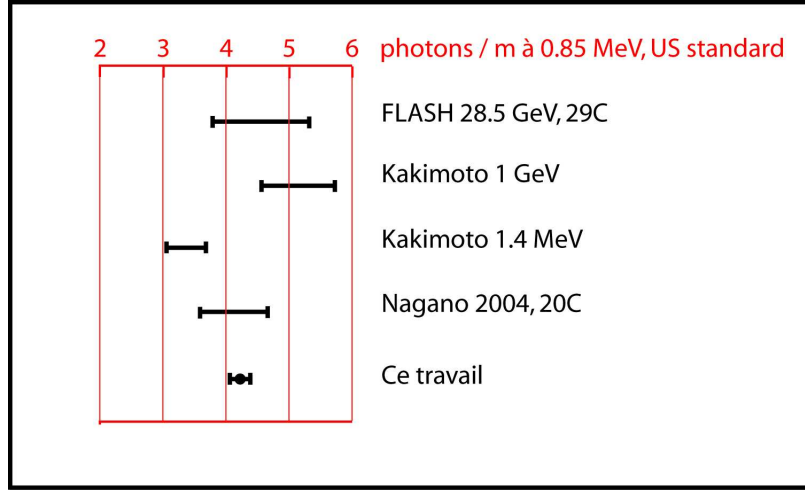 2 3 4 5 6 photons / m à 0.85 MeV, US standard
FLASH 28.5 GeV, 29C
Kakimoto 1 GeV
Kakimoto 1.4 MeV
Nagano 2004, 20C
Ce travail